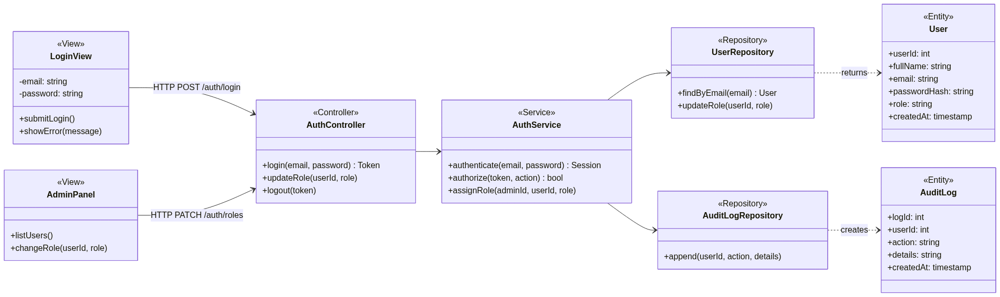 «View»
LoginView
-email: string
-password: string
+submitLogin()
+showError(message)
«View»
AdminPanel
+listUsers()
+changeRole(userId, role)
HTTP POST /auth/login
HTTP PATCH /auth/roles
«Controller»
AuthController
+login(email, password) : Token
+updateRole(userId, role)
+logout(token)
«Service»
AuthService
+authenticate(email, password) : Session
+authorize(token, action) : bool
+assignRole(adminId, userId, role)
«Repository»
UserRepository
+findByEmail(email) : User
+updateRole(userId, role)
«Repository»
AuditLogRepository
+append(userId, action, details)
returns
creates
«Entity»
User
+userId: int
+fullName: string
+email: string
+passwordHash: string
+role: string
+createdAt: timestamp
«Entity»
AuditLog
+logId: int
+userId: int
+action: string
+details: string
+createdAt: timestamp